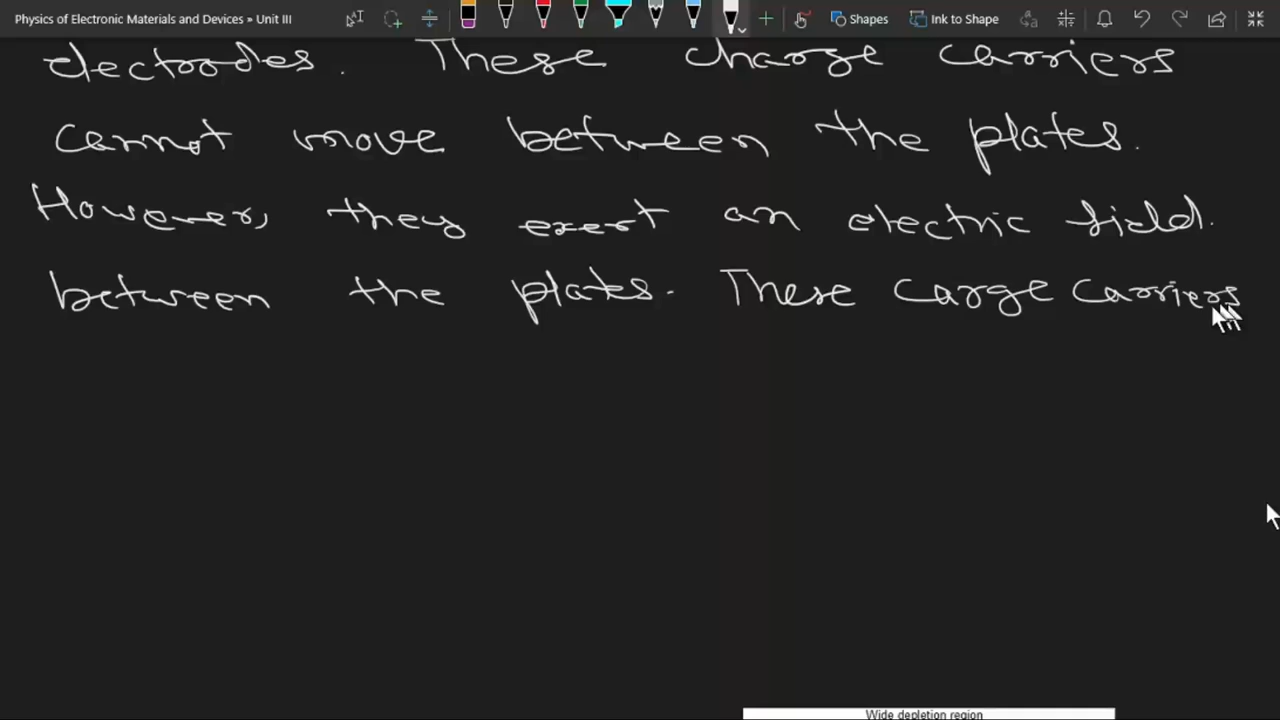 Physics of Electronic Materials and Devices » Unit III
Shapes
Ink to Shape
electrodes. These charge carriers
cannot move between the plates.
However, they exert an electric field.
between the plates. These carge carriers
Wide depletion region